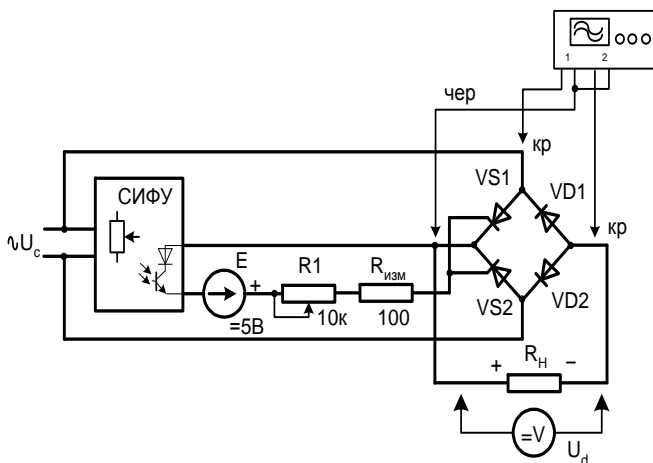 1 2
чер
кр
VS1
VD1
СИФУ
кр
∿U_c
E
+
R1
R_изм
=5В
10к
100
VS2
VD2
R_Н
+ −
=V
U_d